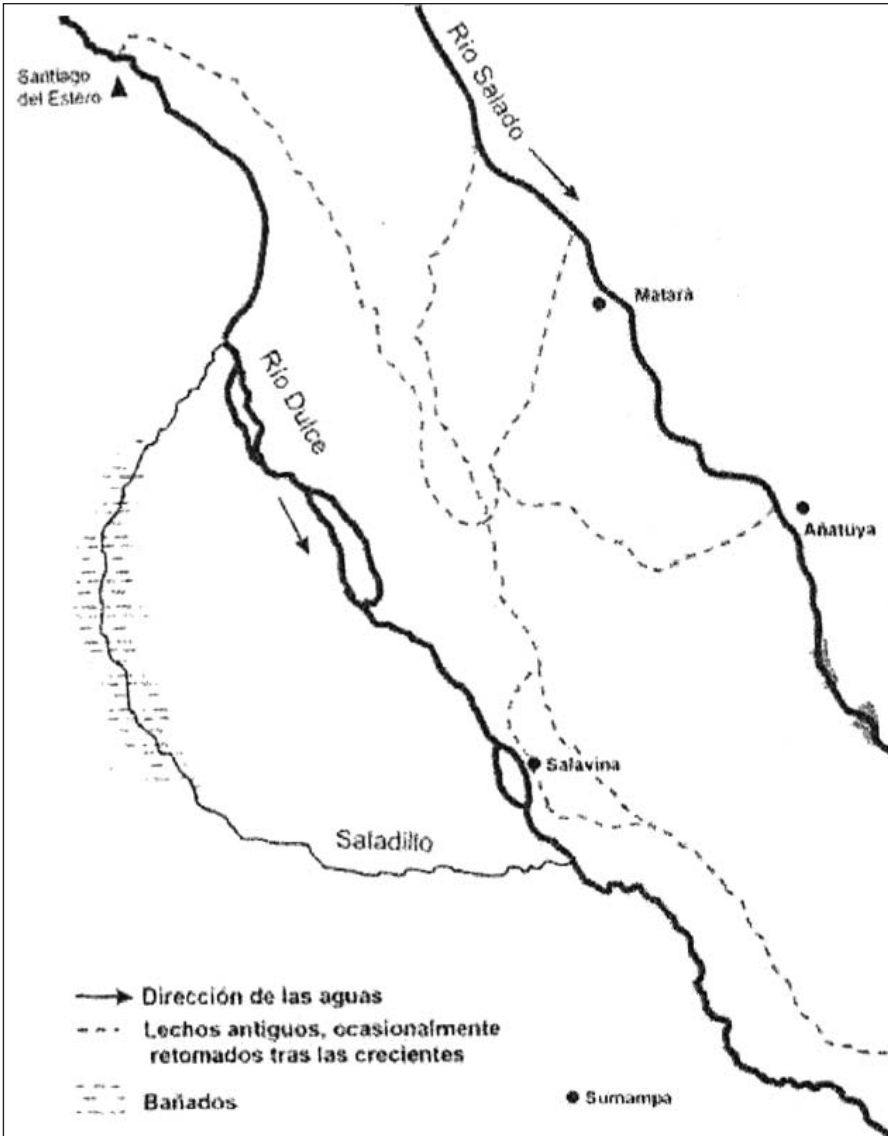 Santiago
del Estero
Río Salado
Matará
Río Dulce
Añatuya
Salavina
Saladillo
Dirección de las aguas
Lechos antiguos, ocasionalmente
retomados tras las crecientes
Bañados
Sumampa